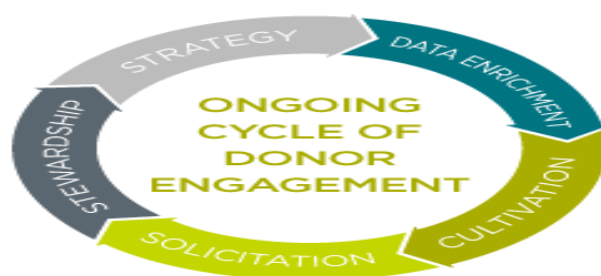 STRATEGY
DATA ENRICHMENT
CULTIVATION
SOLICITATION
STEWARDSHIP
ONGOING
CYCLE OF
DONOR
ENGAGEMENT